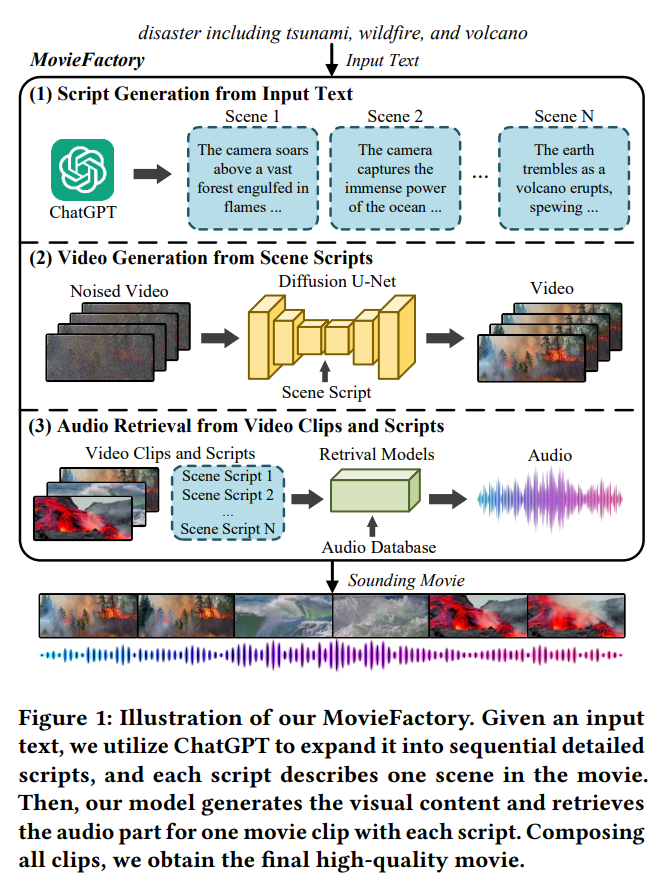 disaster including tsunami, wildfire, and volcano
MovieFactory
Input Text
(1) Script Generation from Input Text
Scene 1
Scene 2
Scene N
ChatGPT
The camera soars
above a vast
forest engulfed in
flames ...
The camera
captures the
immense power
of the ocean ...
...
The earth
trembles as a
volcano erupts,
spewing ...
(2) Video Generation from Scene Scripts
Noised Video
Diffusion U-Net
Video
Scene Script
(3) Audio Retrieval from Video Clips and Scripts
Video Clips and Scripts
Retrival Models
Audio
Scene Script 1
Scene Script 2
...
Scene Script N
Audio Database
Sounding Movie
Figure 1: Illustration of our MovieFactory. Given an input
text, we utilize ChatGPT to expand it into sequential detailed
scripts, and each script describes one scene in the movie.
Then, our model generates the visual content and retrieves
the audio part for one movie clip with each script. Composing
all clips, we obtain the final high-quality movie.